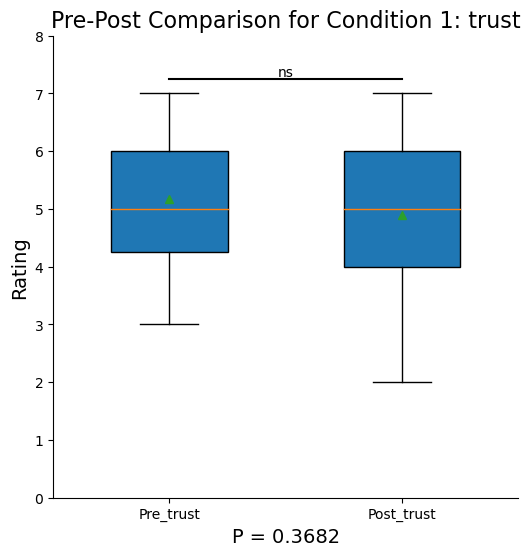 Pre-Post Comparison for Condition 1: trust
8
ns
7
6
5
4
3
2
1
0
Rating
Pre_trust Post_trust
P = 0.3682